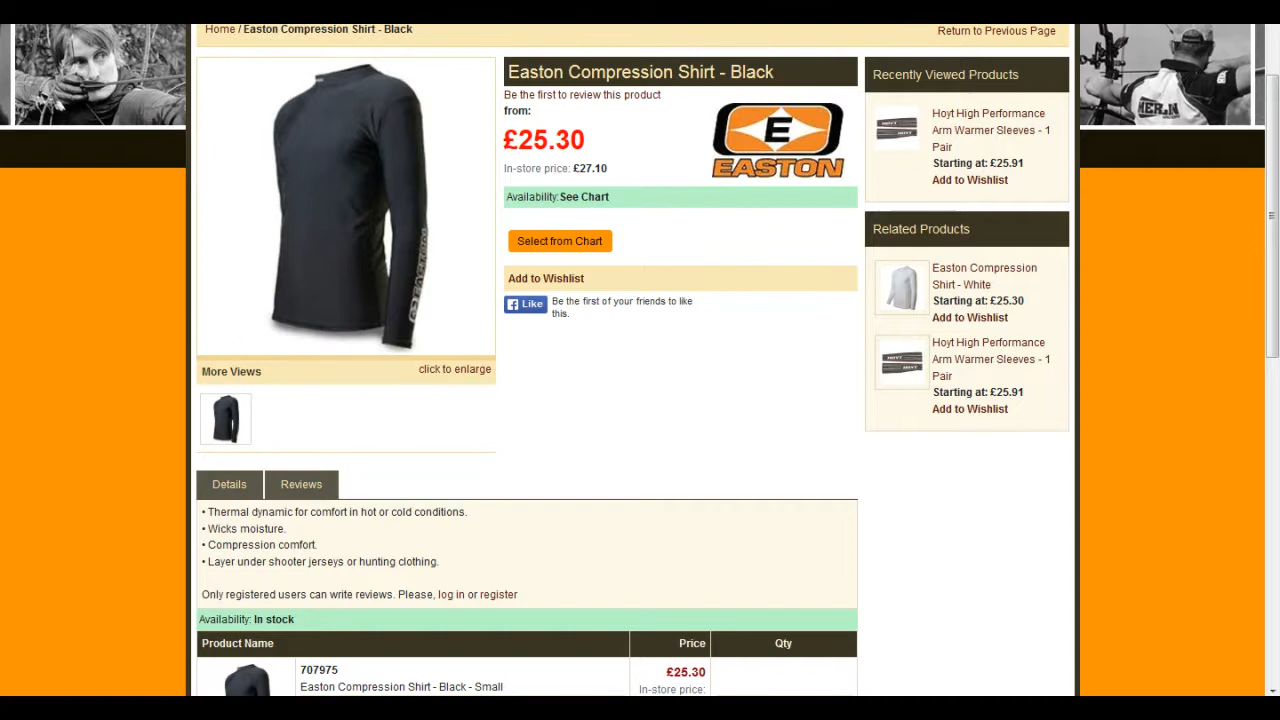 Home / Easton Compression Shirt - Black
Return to Previous Page
MERLIN
Easton Compression Shirt - Black
Be the first to review this product
from:
£25.30
In-store price: £27.10
E
EASTON
Availability:See Chart
Select from Chart
Add to Wishlist
Like
Be the first of your friends to like
this.
More Views
click to enlarge
Recently Viewed Products
HOYT
Hoyt High Performance
Arm Warmer Sleeves - 1
Pair
Starting at: £25.91
Add to Wishlist
Related Products
Easton Compression
Shirt - White
Starting at: £25.30
Add to Wishlist
HOYT
HOYT
Hoyt High Performance
Arm Warmer Sleeves - 1
Pair
Starting at: £25.91
Add to Wishlist
Details
Reviews
• Thermal dynamic for comfort in hot or cold conditions.
• Wicks moisture.
• Compression comfort.
• Layer under shooter jerseys or hunting clothing.
Only registered users can write reviews. Please, log in or register
Availability: In stock
Product Name
Price
Qty
707975
Easton Compression Shirt - Black - Small
£25.30
In-store price: